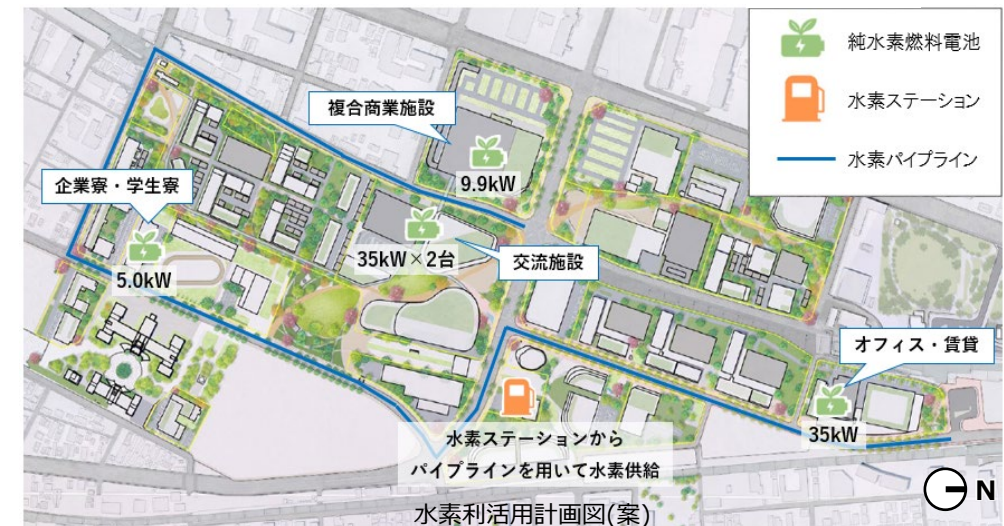 純水素燃料電池
水素ステーション
水素パイプライン
複合商業施設
9.9kW
企業寮・学生寮
5.0kW
35kW×2台
交流施設
オフィス・賃貸
35kW
水素ステーションから
パイプラインを用いて水素供給
N
水素利活用計画図(案)